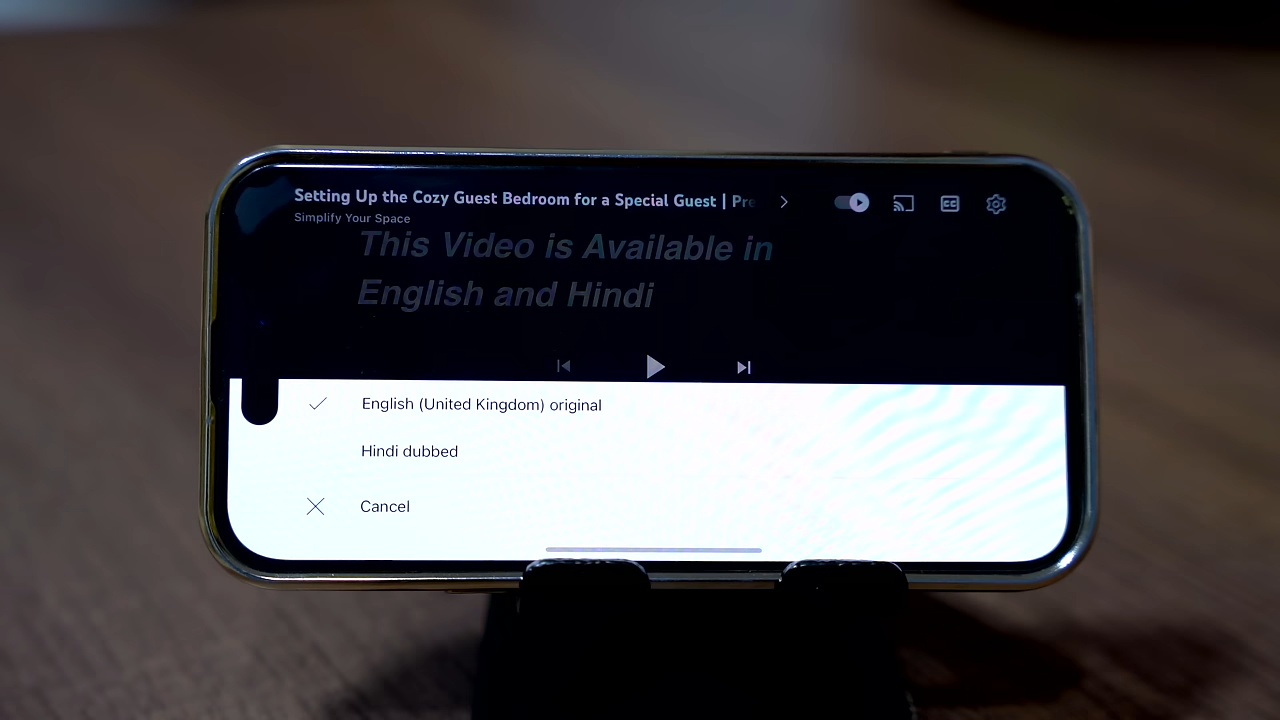 Setting Up the Cozy Guest Bedroom for a Special Guest | Pre
Simplify Your Space
CC
This Video is Available in
English and Hindi
English (United Kingdom) original
Hindi dubbed
Cancel